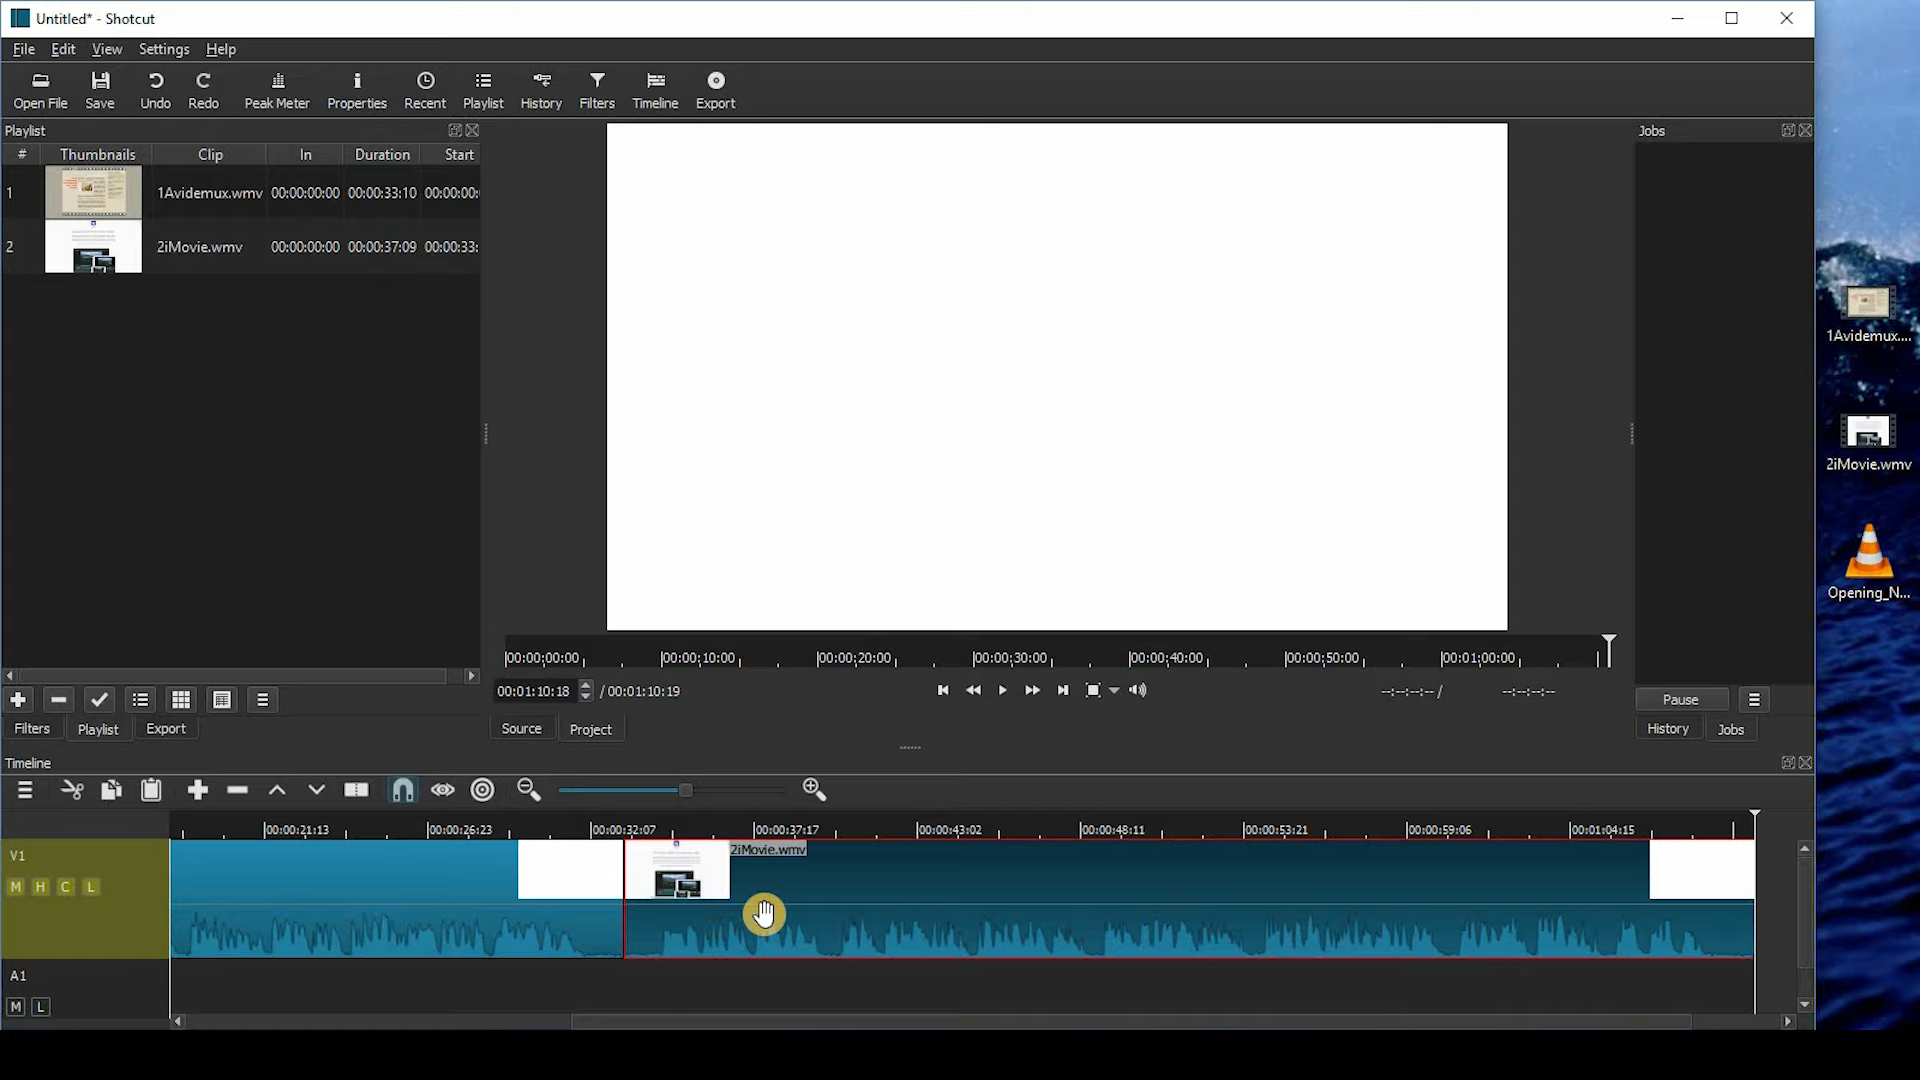 Untitled* - Shotcut
File Edit View Settings Help
Open File Save Undo Redo Peak Meter Properties Recent Playlist History Filters Timeline Export
Playlist
# Thumbnails Clip In Duration Start
1 1Avidemux.wmv 00:00:00:00 00:00:33:10 00:00:00:
2 2iMovie.wmv 00:00:00:00 00:00:37:09 00:00:33:
Jobs
1Avidemux....
2iMovie.wmv
Opening_N...
00:00;00:00 00:00;10:00 00:00;20:00 00:00;30:00 00:00;40:00 00:00;50:00 00:01;00:00
00:01:10:18 / 00:01:10:19 --:--:--:-- / --:--:--:--
Pause
Filters Playlist Export
Source Project
History Jobs
Timeline
00:00:21:13 00:00:26:23 00:00:32:07 00:00:37:17 00:00:43:02 00:00:48:11 00:00:53:21 00:00:59:06 00:01:04:15
V1
2iMovie.wmv
M H C L
A1
M L